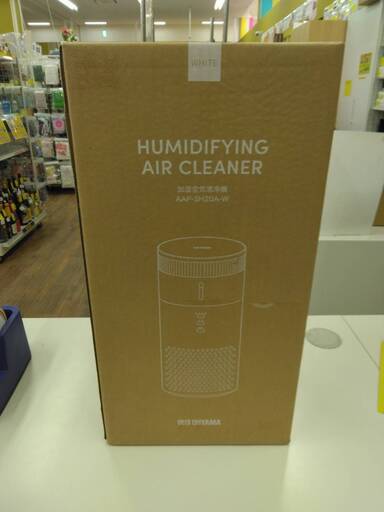 WHITE
HUMIDIFYING
AIR CLEANER
加湿空気清浄機
AAP-SH20A-W
IRIS OHYAMA